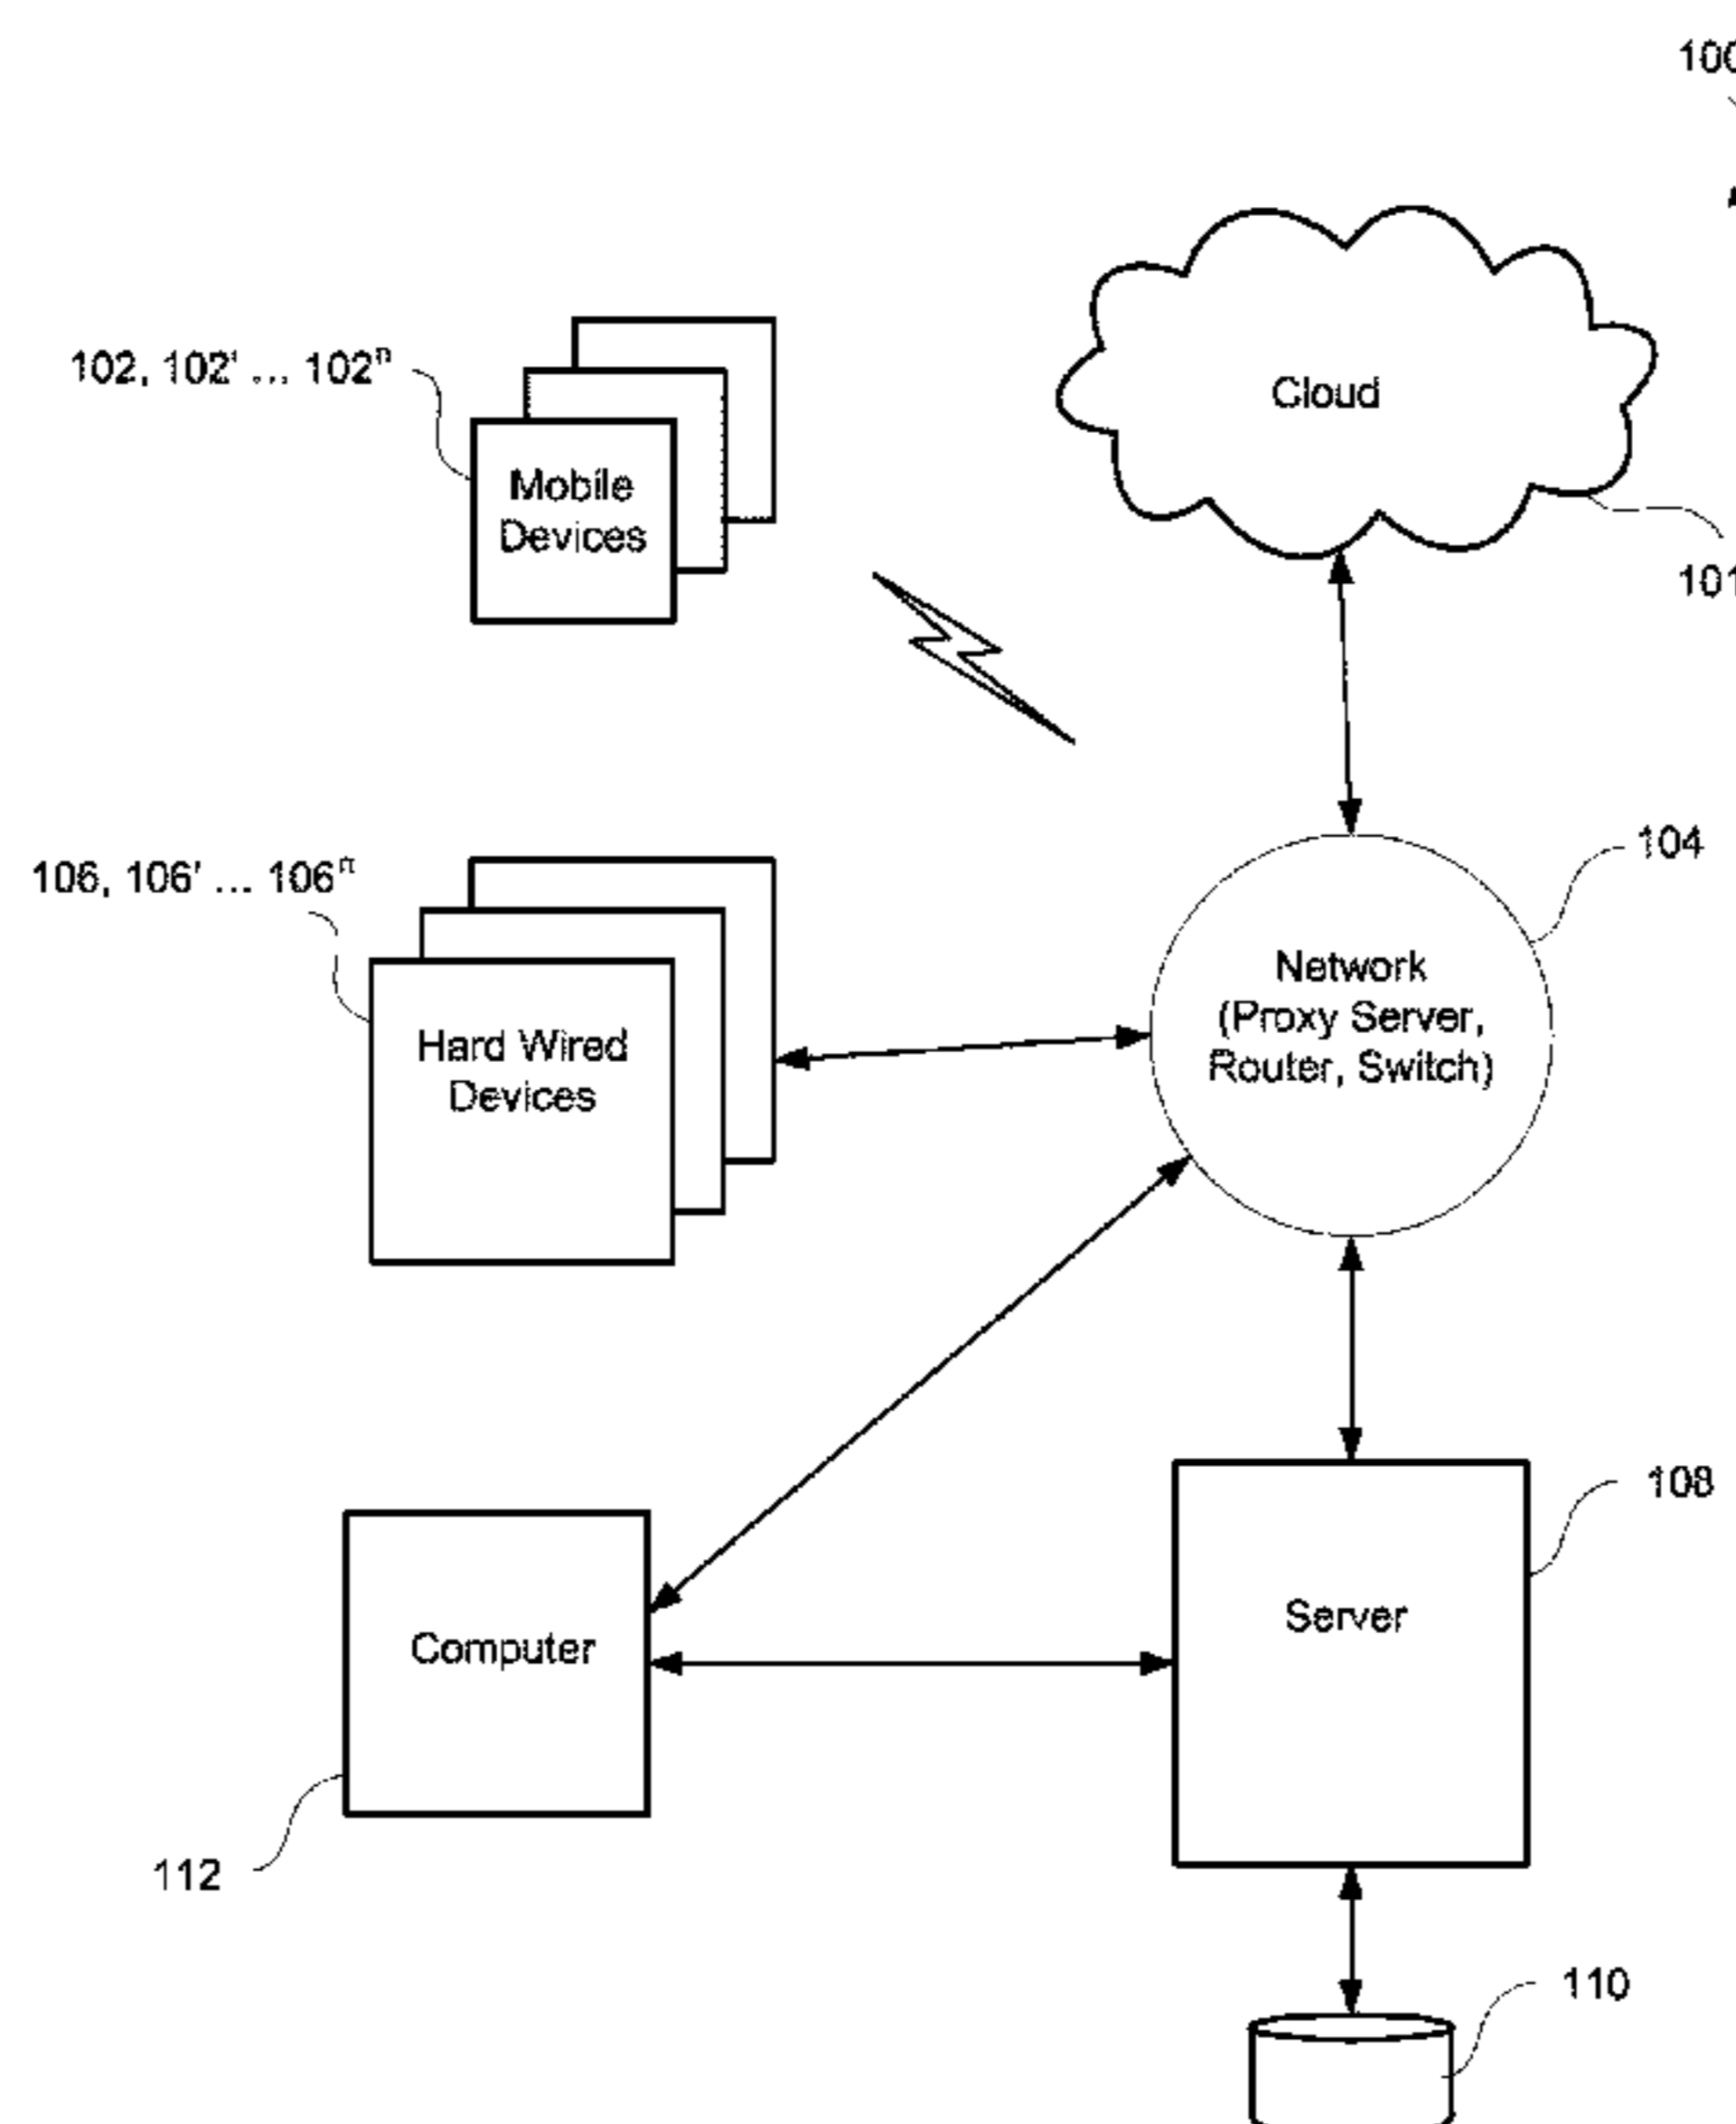 100
Cloud
102, 102' ... 102ⁿ
Mobile
Devices
101
104
106, 106' ... 106ⁿ
Network
(Proxy Server,
Router, Switch)
Hard Wired
Devices
108
Server
Computer
112
110